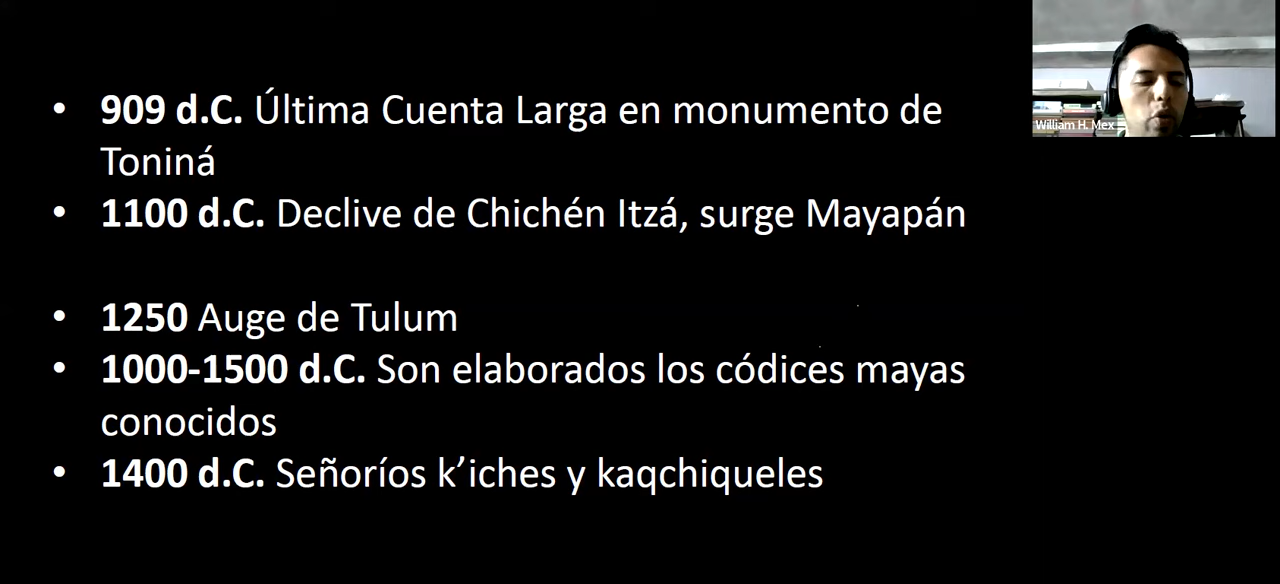 • 909 d.C. Última Cuenta Larga en monumento de
Toniná
• 1100 d.C. Declive de Chichén Itzá, surge Mayapán
• 1250 Auge de Tulum
• 1000-1500 d.C. Son elaborados los códices mayas
conocidos
• 1400 d.C. Señoríos k’iches y kaqchiqueles
William H. Mex